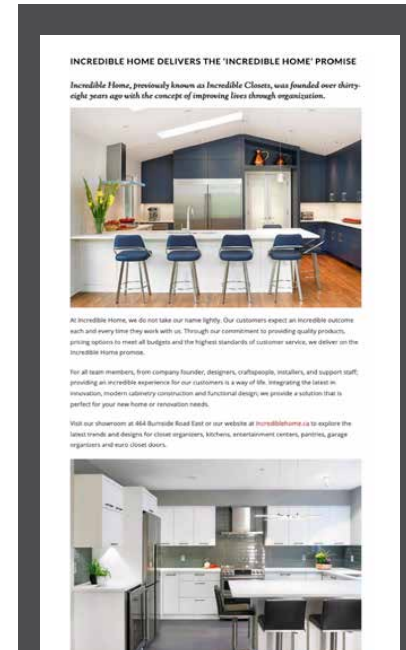 INCREDIBLE HOME DELIVERS THE 'INCREDIBLE HOME' PROMISE
Incredible Home, previously known as Incredible Closets, was founded over thirty-
eight years ago with the concept of improving lives through organization.
At Incredible Home, we do not take our name lightly. Our customers expect an incredible outcome
each and every time they work with us. Through our commitment to providing quality products,
pricing options to meet all budgets and the highest standards of customer service, we deliver on the
Incredible Home promise.
For all team members, from company founder, designers, craftspeople, installers, and support staff;
providing an incredible experience for our customers is a way of life. Integrating the latest in
innovation, modern cabinetry construction and functional design, we provide a solution that is
perfect for your new home or renovation needs.
Visit our showroom at 464 Burnside Road East or our website at incrediblehome.ca to explore the
latest trends and designs for closet organizers, kitchens, entertainment centers, pantries, garage
organizers and euro closet doors.